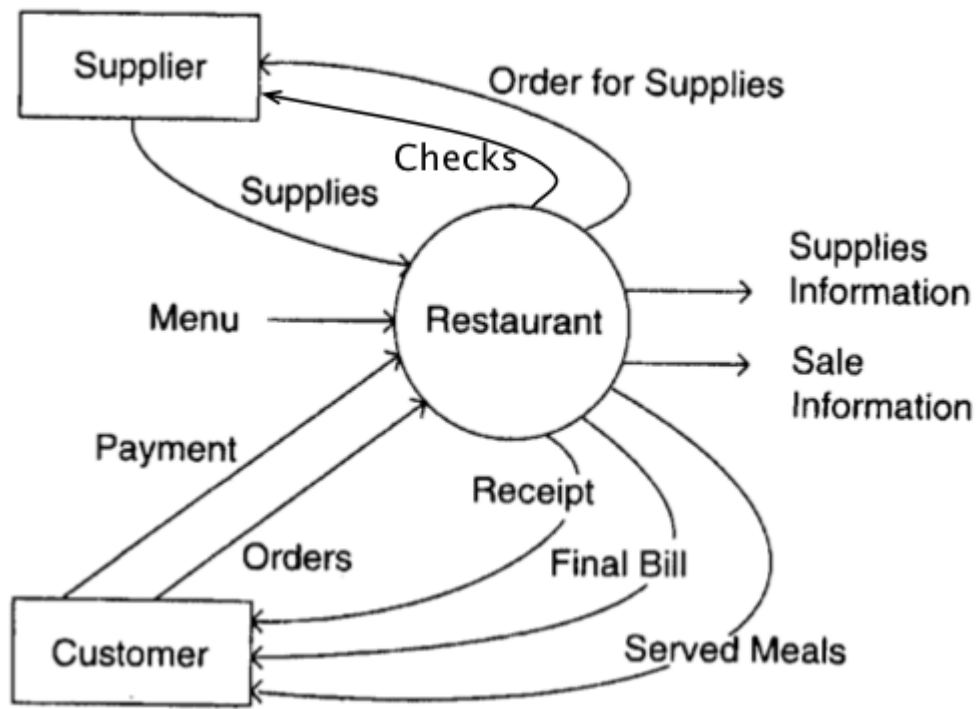 Supplier
Order for Supplies
Checks
Supplies
Supplies
Information
Menu
Restaurant
Sale
Information
Payment
Receipt
Orders
Final Bill
Customer
Served Meals